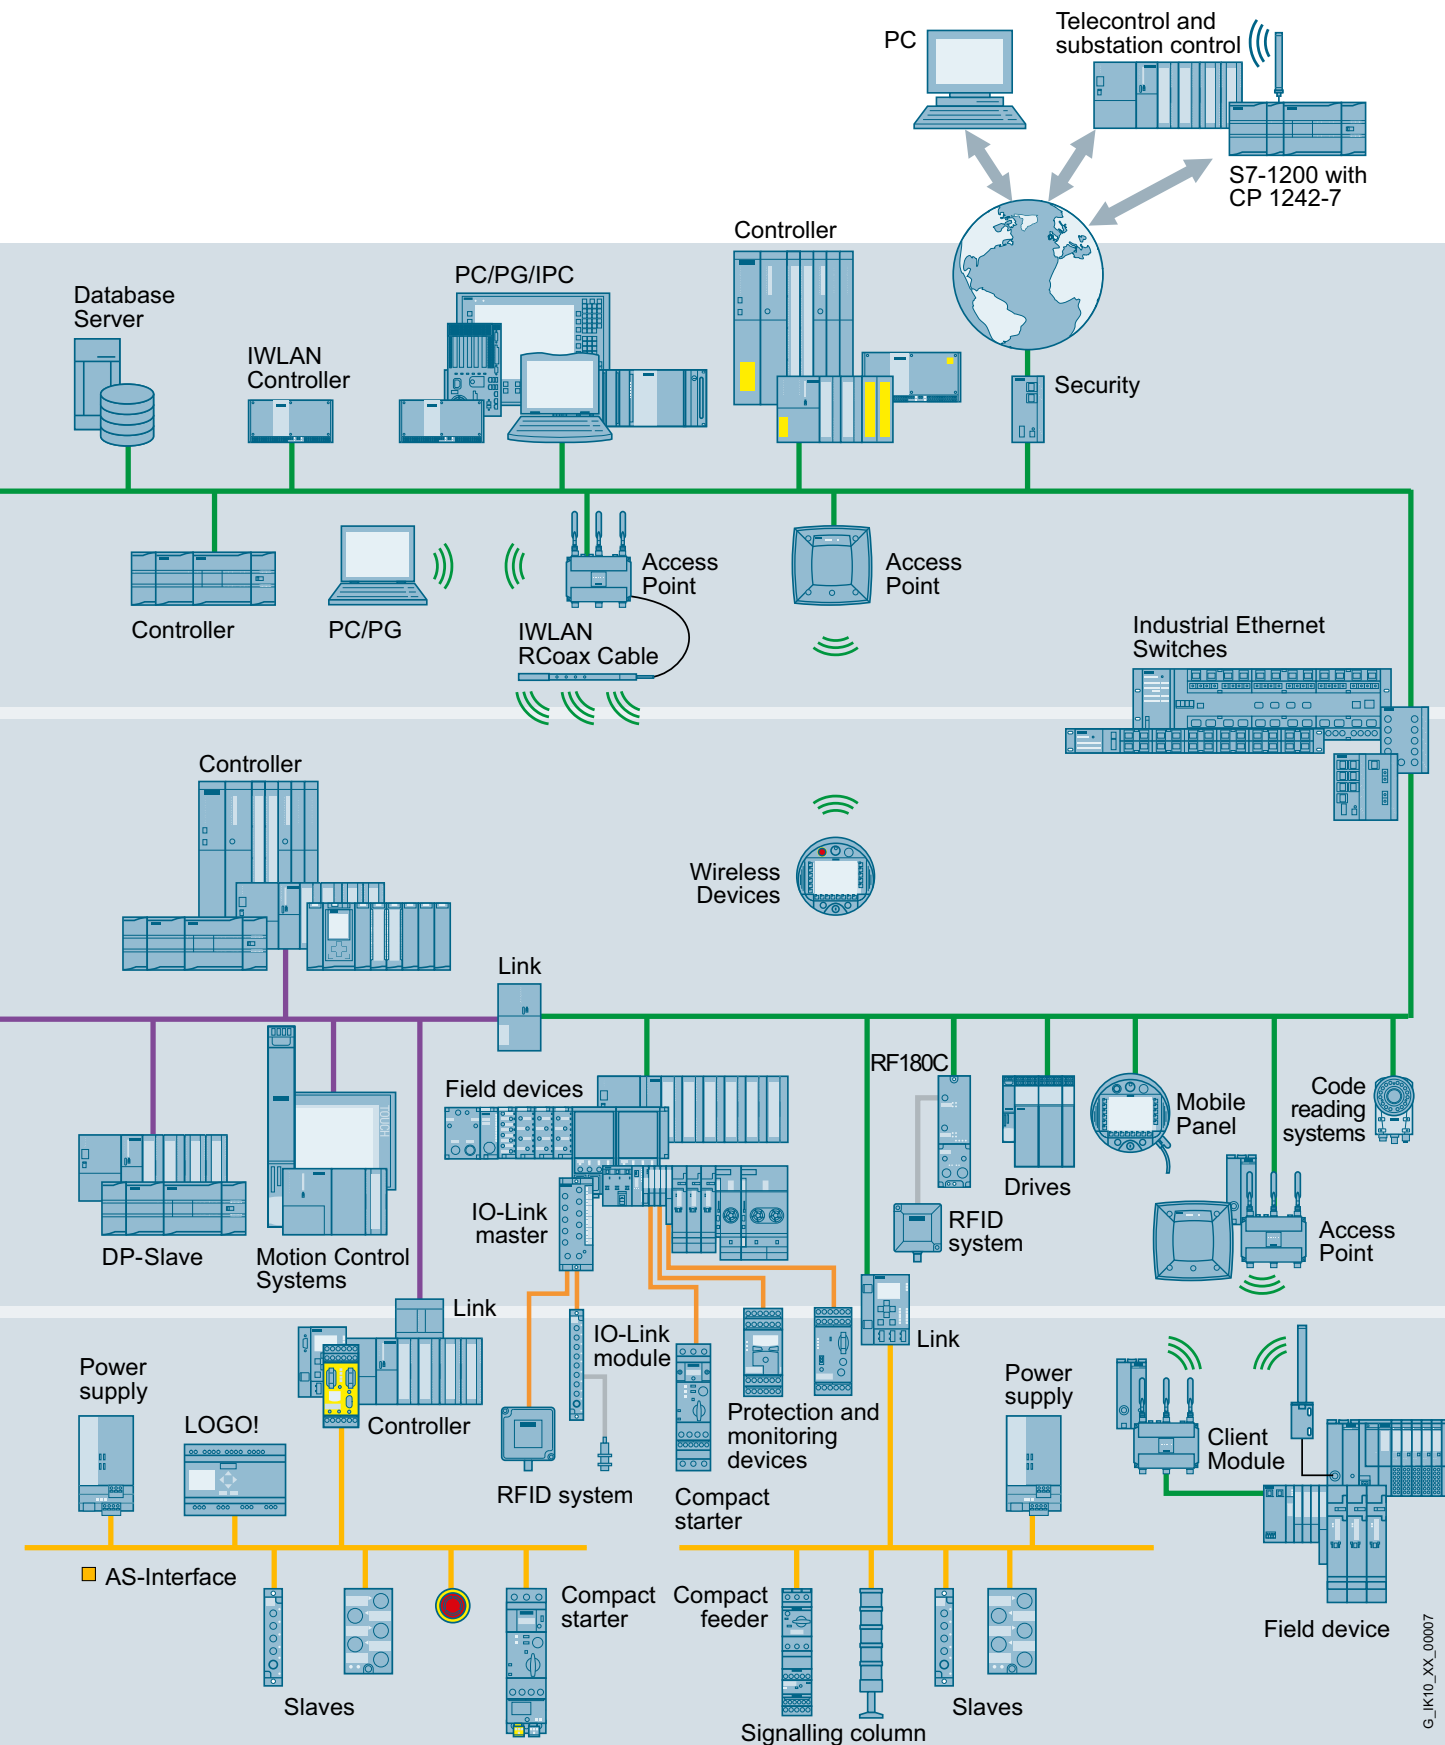 PC
Telecontrol and
substation control
S7-1200 with
CP 1242-7
Controller
Database
Server
PC/PG/IPC
IWLAN
Controller
Security
Controller
PC/PG
Access
Point
IWLAN
RCoax Cable
Access
Point
Industrial Ethernet
Switches
Controller
Wireless
Devices
Link
Field devices
RF180C
Mobile
Panel
Code
reading
systems
Drives
IO-Link
master
RFID
system
Access
Point
DP-Slave
Motion Control
Systems
TOUCH
Link
IO-Link
module
Link
Power
supply
LOGO!
Controller
RFID system
Compact
starter
Protection and
monitoring
devices
Power
supply
Client
Module
AS-Interface
Compact
starter
Compact
feeder
Field device
Slaves
Signalling column
Slaves
G_IK10_XX_00007